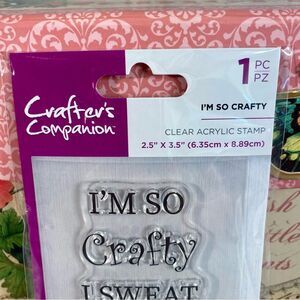 Crafter's
Companion
1 PC
PZ
I'M SO CRAFTY
CLEAR ACRYLIC STAMP
2.5" X 3.5" (6.35cm x 8.89cm)
I'M SO
Crafty
I SWEAT